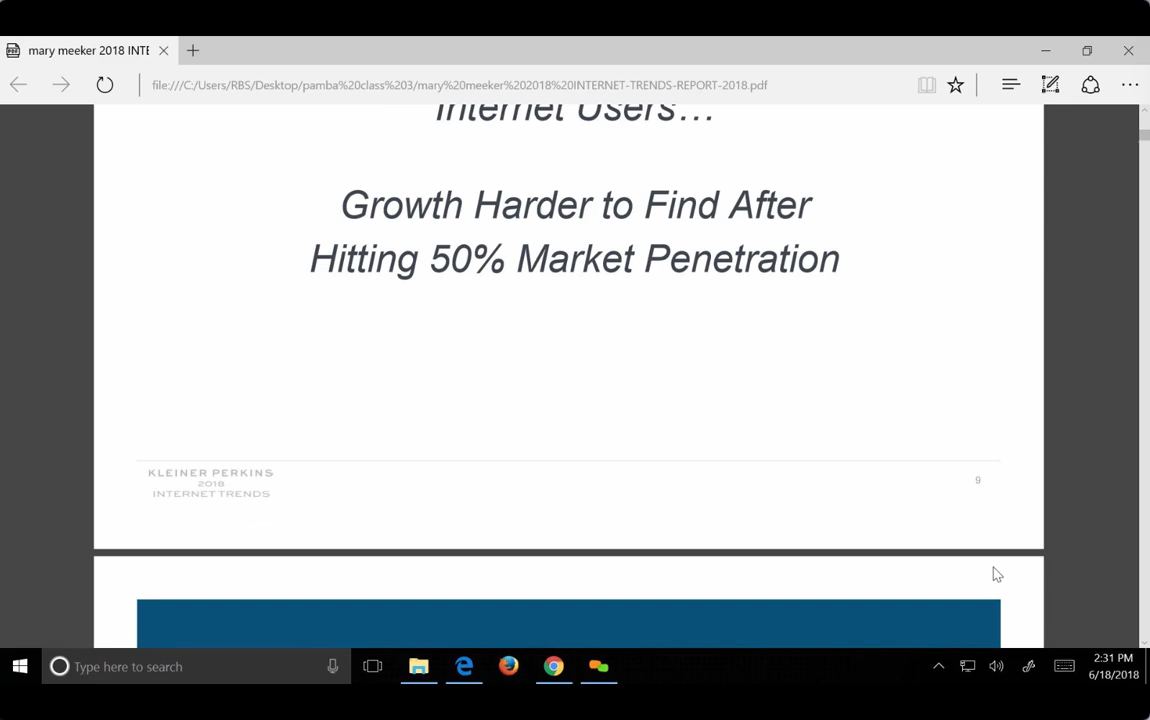 mary meeker 2018 INTE
file:///C:/Users/RBS/Desktop/pamba%20class%203/mary%20meeker%202018%20INTERNET-TRENDS-REPORT-2018.pdf
Internet Users…
Growth Harder to Find After
Hitting 50% Market Penetration
KLEINER PERKINS
2018
INTERNET TRENDS
9
Type here to search
2:31 PM
6/18/2018